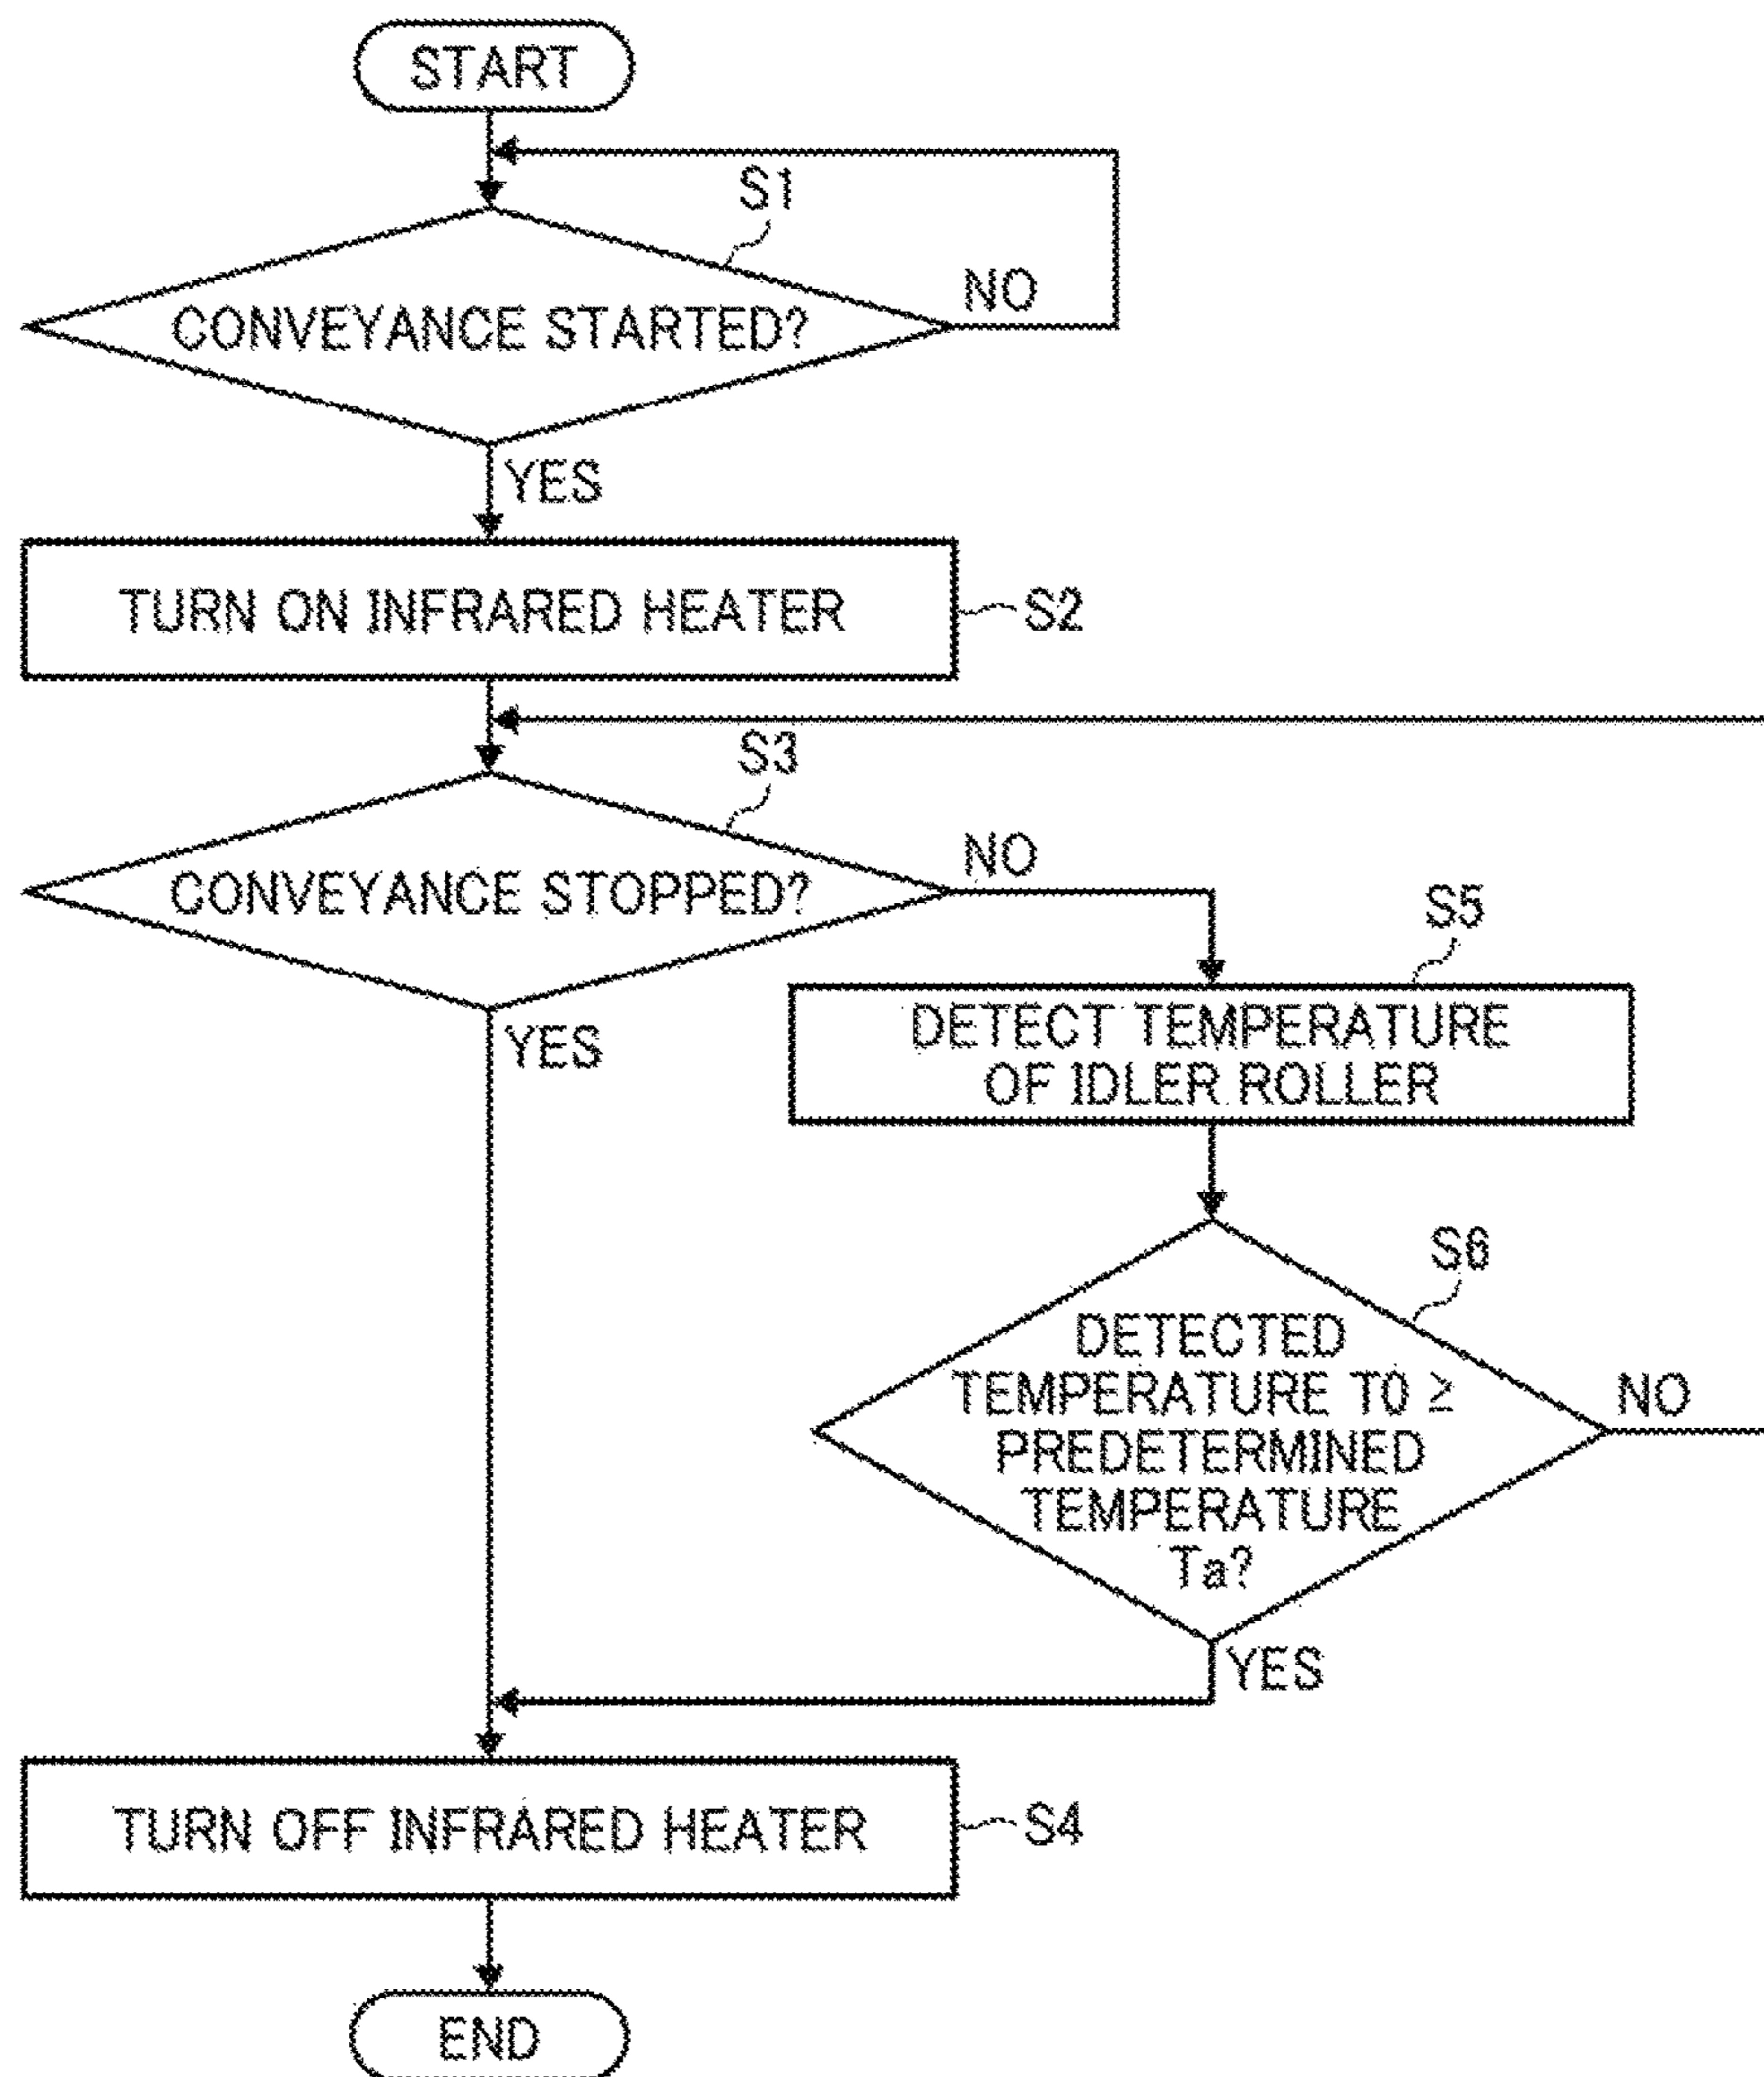 START
S1
CONVEYANCE STARTED?
NO
YES
TURN ON INFRARED HEATER
S2
S3
CONVEYANCE STOPPED?
NO
YES
S5
DETECT TEMPERATURE
OF IDLER ROLLER
S6
DETECTED
TEMPERATURE T0 ≥
PREDETERMINED
TEMPERATURE
Ta?
NO
YES
TURN OFF INFRARED HEATER
S4
END